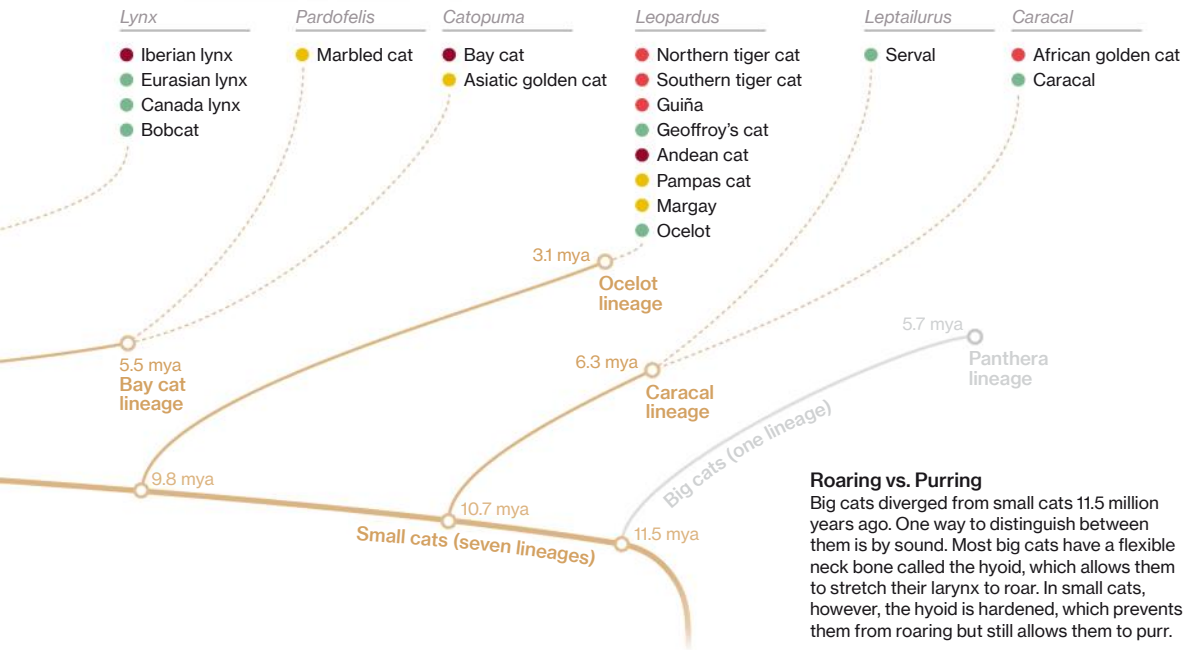 Lynx
Iberian lynx
Eurasian lynx
Canada lynx
Bobcat
Pardofelis
Marbled cat
Catopuma
Bay cat
Asiatic golden cat
Leopardus
Northern tiger cat
Southern tiger cat
Guiña
Geoffroy's cat
Andean cat
Pampas cat
Margay
Ocelot
Leptailurus
Serval
Caracal
African golden cat
Caracal
3.1 mya
Ocelot
lineage
5.5 mya
Bay cat
lineage
6.3 mya
Caracal
lineage
5.7 mya
Panthera
lineage
Big cats (one lineage)
9.8 mya
10.7 mya
11.5 mya
Small cats (seven lineages)
Roaring vs. Purring
Big cats diverged from small cats 11.5 million
years ago. One way to distinguish between
them is by sound. Most big cats have a flexible
neck bone called the hyoid, which allows them
to stretch their larynx to roar. In small cats,
however, the hyoid is hardened, which prevents
them from roaring but still allows them to purr.